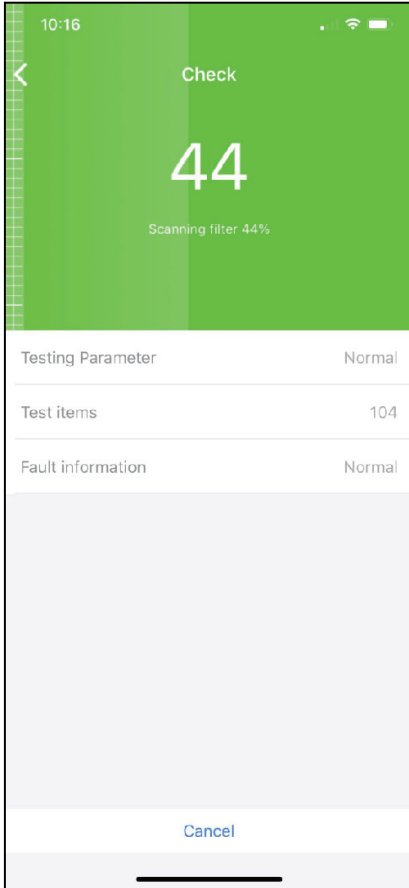 10:16
Check
44
Scanning filter 44%
Testing Parameter Normal
Test items 104
Fault information Normal
Cancel